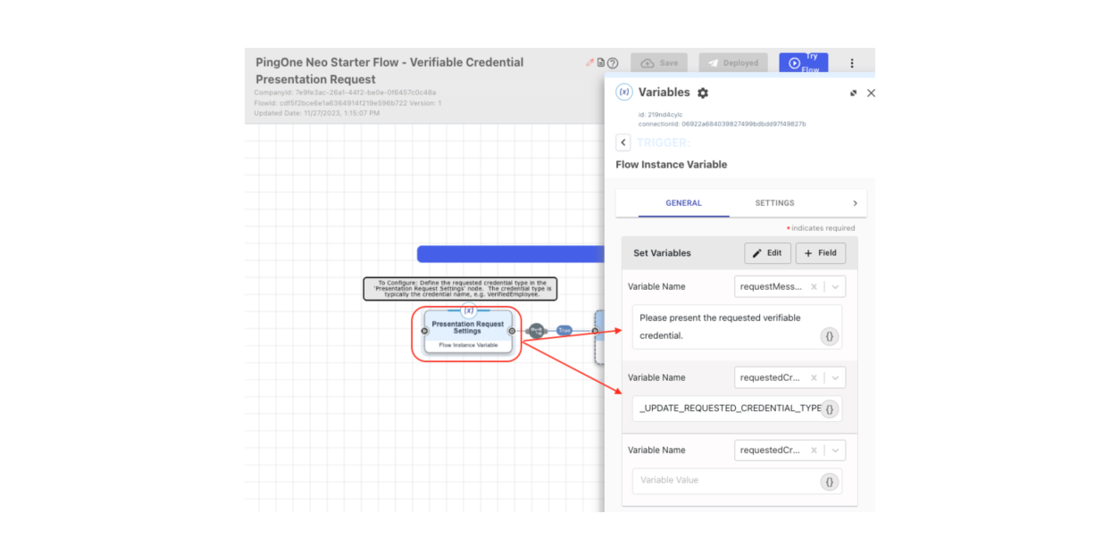 PingOne Neo Starter Flow - Verifiable Credential
Presentation Request
CompanyId: 7e9fe3ac-28a1-44f2-be0e-0f6457c0c48a
FlowId: cdf5f2bce6e1a6364914f219e596b722 Version: 1
Updated Date: 11/27/2023, 1:15:07 PM
Save
Deployed
Try
Flow
(x) Variables
id: 219nd4cylc
connectionId: 06922a684039827499bdbdd97f49827b
TRIGGER:
Flow Instance Variable
GENERAL
SETTINGS
* indicates required
Set Variables
Edit
+ Field
Variable Name
requestMess...
Please present the requested verifiable
credential.
{}
Variable Name
requestedCr...
_UPDATE_REQUESTED_CREDENTIAL_TYPE
{}
Variable Name
requestedCr...
Variable Value
{}
To Configure: Define the requested credential type in the
'Presentation Request Settings' node. The credential type is
typically the credential name, e.g. VerifiedEmployee.
(x)
Presentation Request
Settings
Flow Instance Variable
True